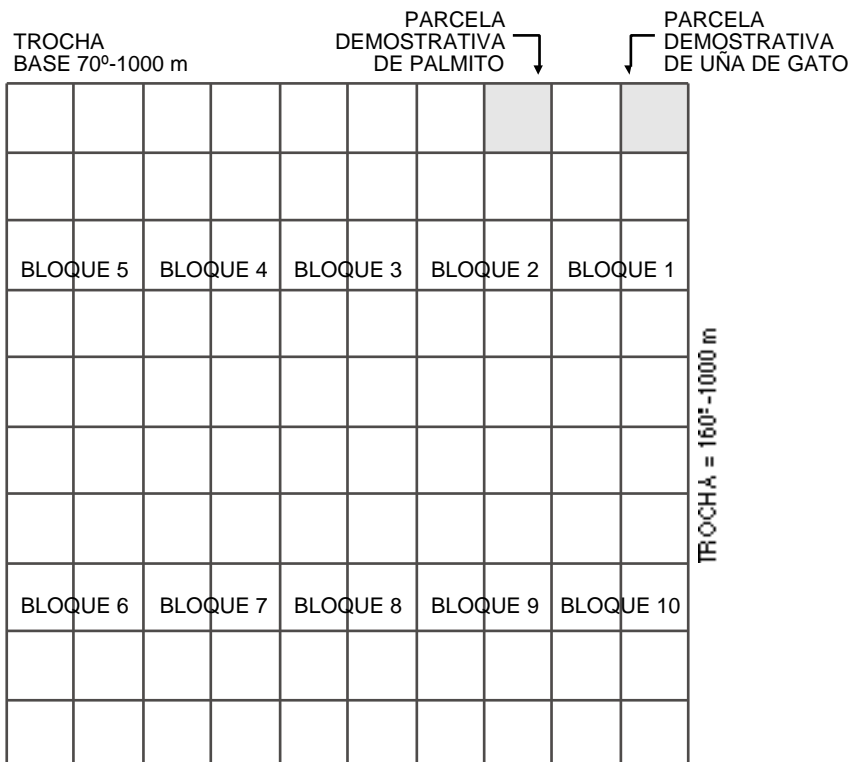 TROCHA
BASE 70º-1000 m
PARCELA
DEMOSTRATIVA
DE PALMITO
PARCELA
DEMOSTRATIVA
DE UÑA DE GATO
BLOQUE 5
BLOQUE 4
BLOQUE 3
BLOQUE 2
BLOQUE 1
TROCHA = 160º-1000 m
BLOQUE 6
BLOQUE 7
BLOQUE 8
BLOQUE 9
BLOQUE 10